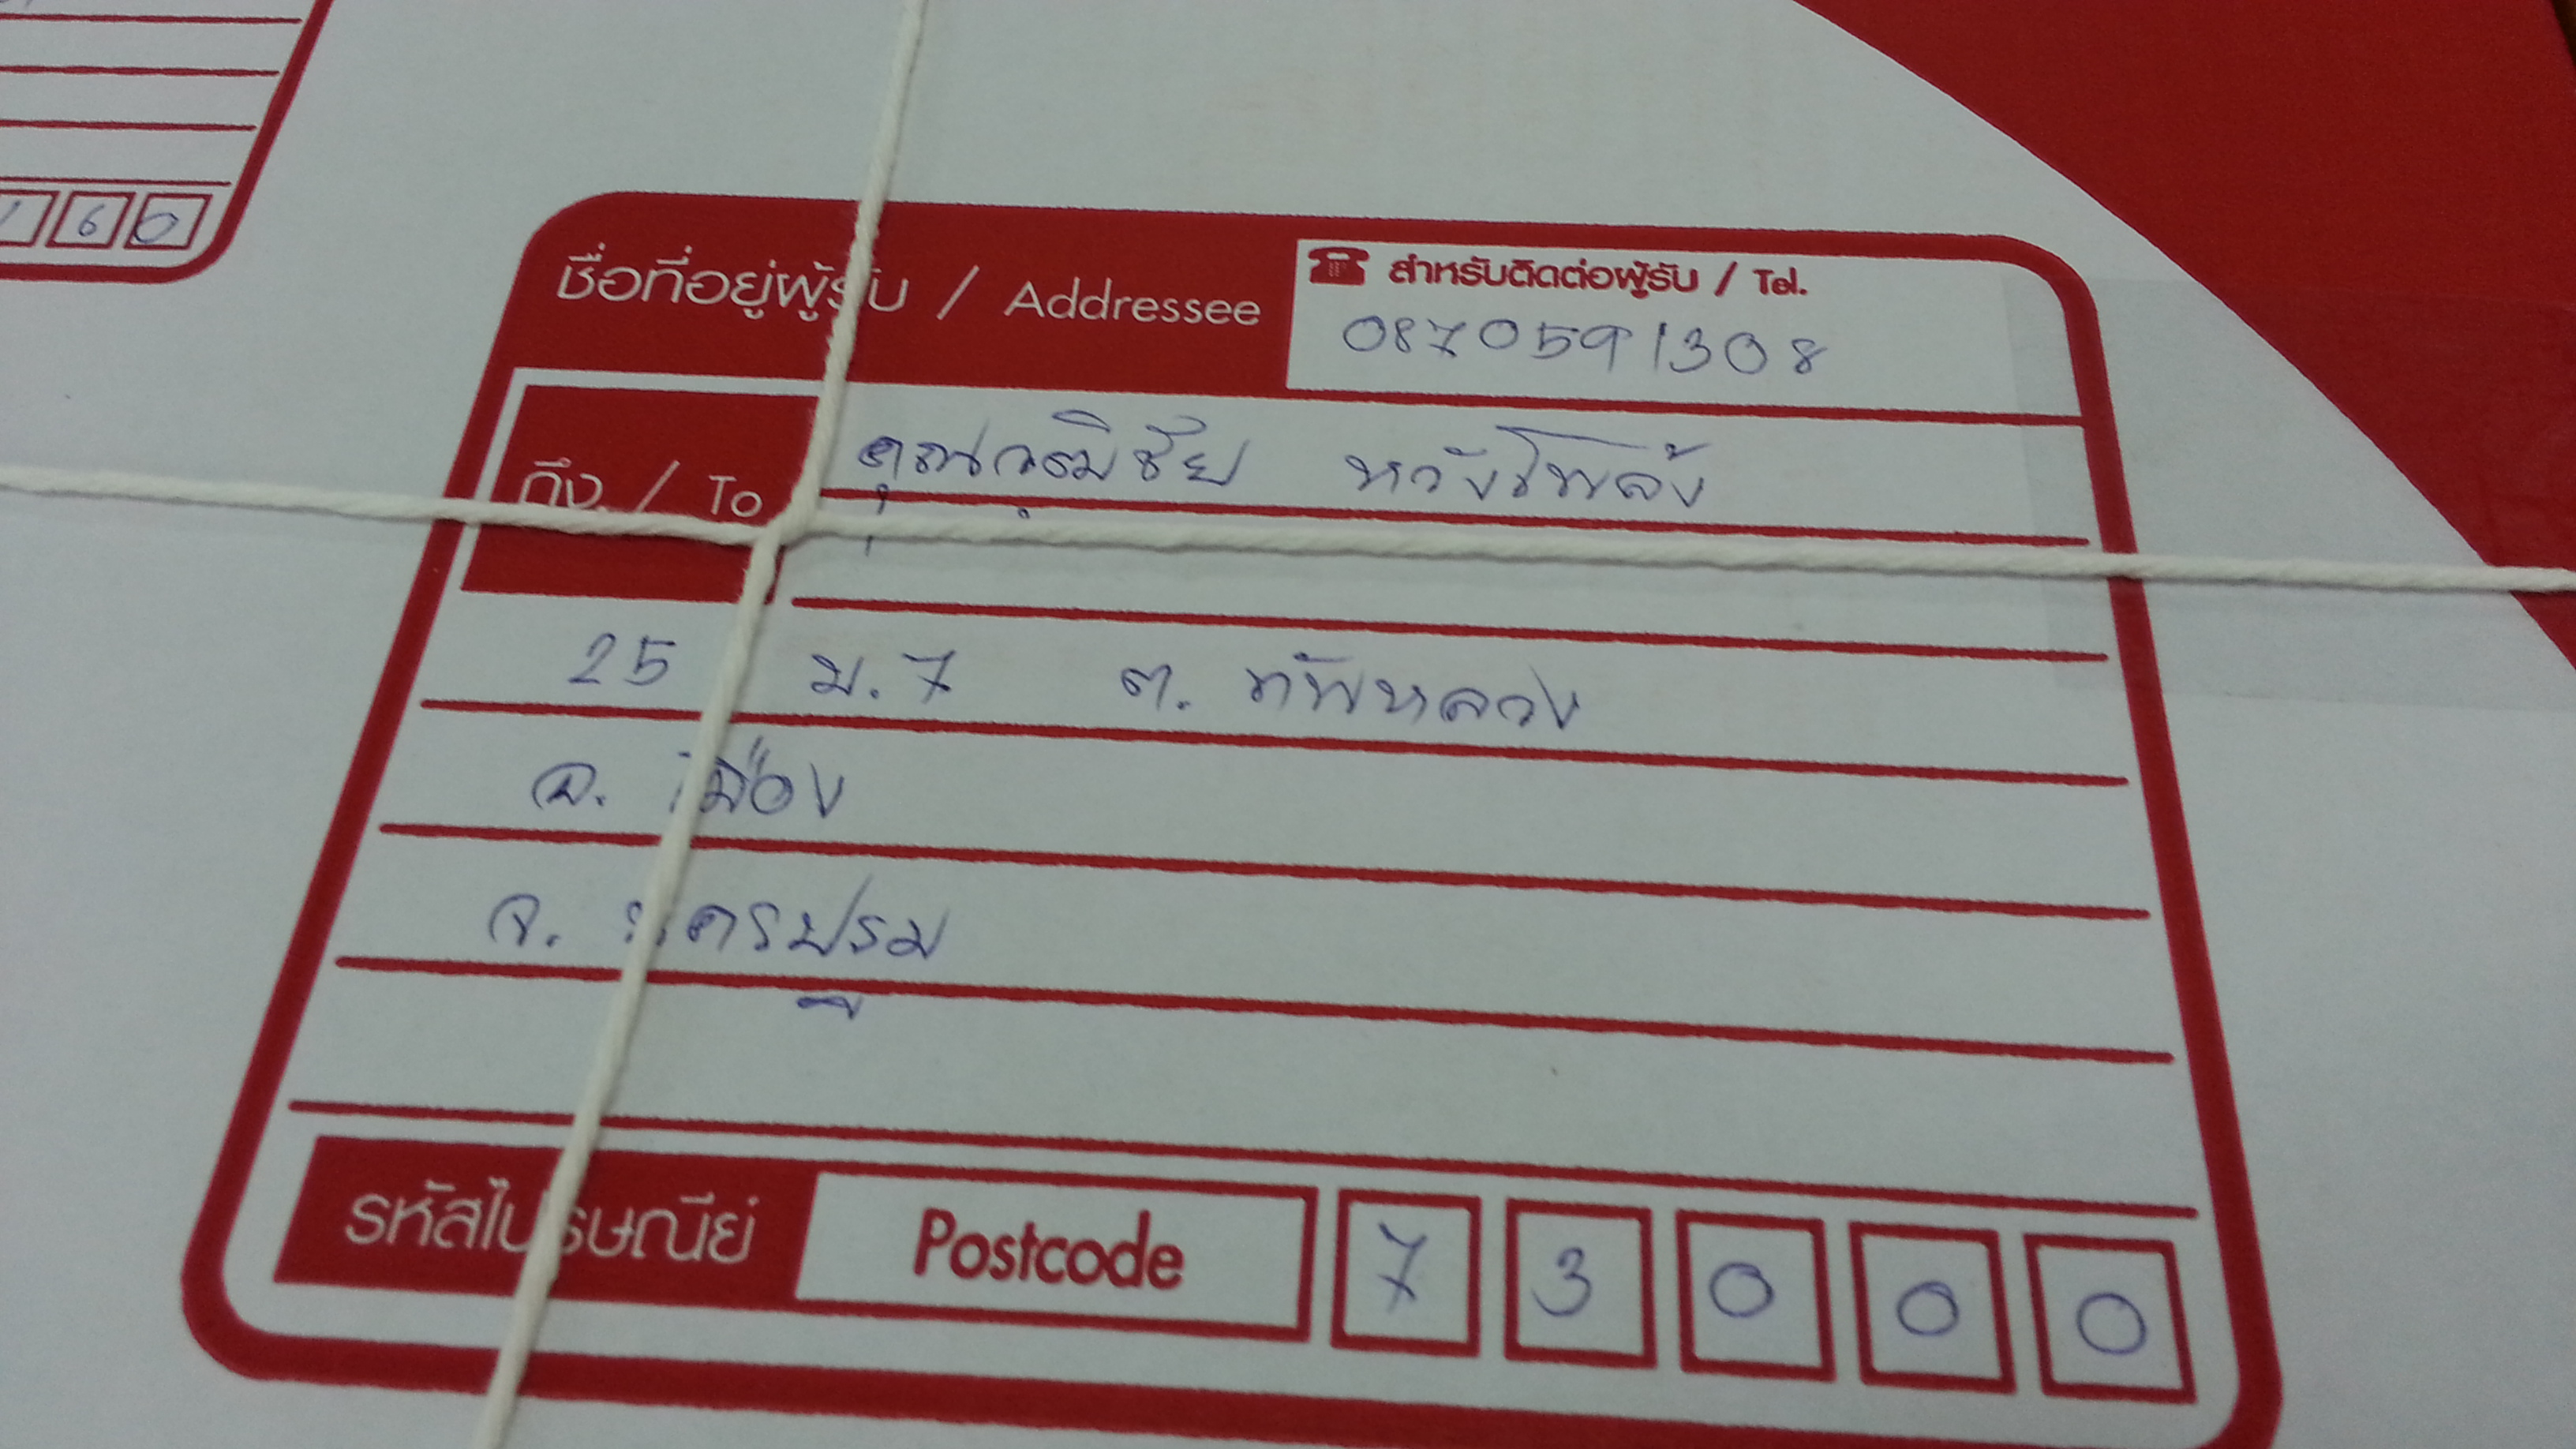 160
ชื่อที่อยู่ผู้รับ / Addressee
สำหรับติดต่อผู้รับ / Tel.
0870591308
ถึง / To
คุณวุฒิชัย หวังโพล้ง
25 ม.7 ต. ทัพหลวง
อ. เมือง
จ. นครปฐม
รหัสไปรษณีย์ Postcode 73000